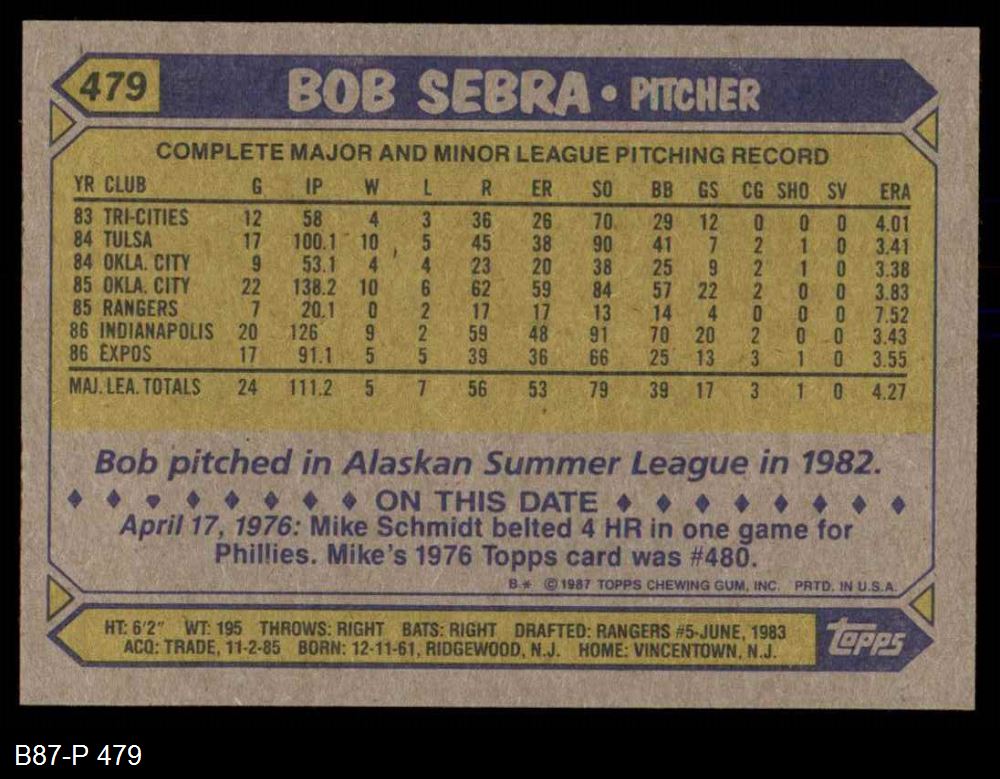 479 BOB SEBRA • PITCHER
COMPLETE MAJOR AND MINOR LEAGUE PITCHING RECORD
YR CLUB G IP W L R ER SO BB GS CG SHO SV ERA
83 TRI-CITIES 12 58 4 3 36 26 70 29 12 0 0 0 4.01
84 TULSA 17 100.1 10 5 45 38 90 41 7 2 1 0 3.41
84 OKLA. CITY 9 53.1 4 4 23 20 38 25 9 2 1 0 3.38
85 OKLA. CITY 22 138.2 10 6 62 59 84 57 22 2 0 0 3.83
85 RANGERS 7 20.1 0 2 17 17 13 14 4 0 0 0 7.52
86 INDIANAPOLIS 20 126 9 2 59 48 91 70 20 2 0 0 3.43
86 EXPOS 17 91.1 5 5 39 36 66 25 13 3 1 0 3.55
MAJ. LEA. TOTALS 24 111.2 5 7 56 53 79 39 17 3 1 0 4.27
Bob pitched in Alaskan Summer League in 1982.
♦ ♦ ♦ ♦ ♦ ♦ ♦ ♦ ON THIS DATE ♦ ♦ ♦ ♦ ♦ ♦ ♦ ♦
April 17, 1976: Mike Schmidt belted 4 HR in one game for
Phillies. Mike's 1976 Topps card was #480.
B* © 1987 TOPPS CHEWING GUM, INC. PRTD. IN U.S.A.
HT: 6'2" WT: 195 THROWS: RIGHT BATS: RIGHT DRAFTED: RANGERS #5-JUNE, 1983
ACQ: TRADE, 11-2-85 BORN: 12-11-61, RIDGEWOOD, N.J. HOME: VINCENTOWN, N.J.
topps
B87-P 479